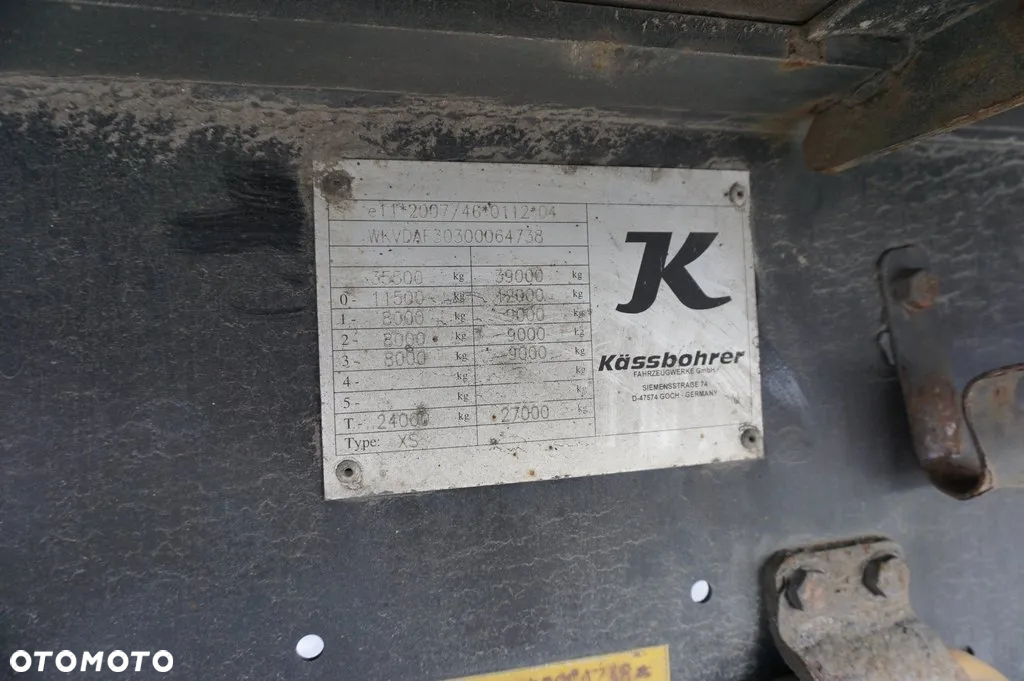 e11*2007/46*0112*04
WKVDAF30300064738
35500 kg 39000 kg
0- 11500 kg 12000 kg
1- 8000 kg 9000 kg
2- 8000 kg 9000 kg
3- 8000 kg 9000 kg
4- kg kg
5- kg kg
T.- 24000 kg 27000 kg
Type: XS
K
Kässbohrer
FAHRZEUGWERKE GmbH.
SIEMENSSTRAßE 74
D-47574 GOCH - GERMANY
OTOMOTO